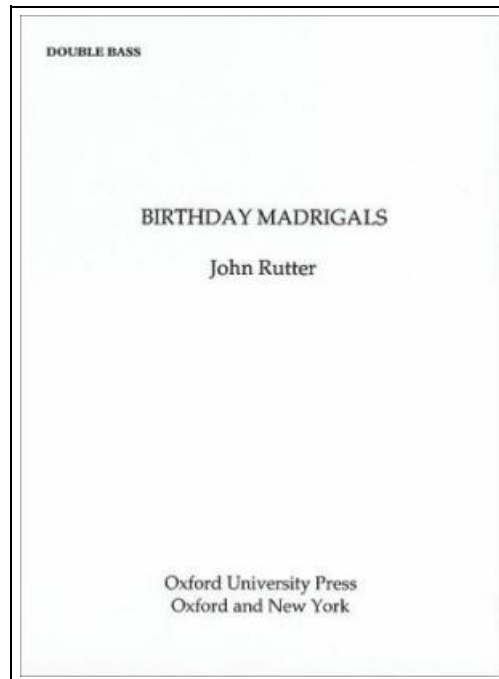 DOUBLE BASS
BIRTHDAY MADRIGALS
John Rutter
Oxford University Press
Oxford and New York